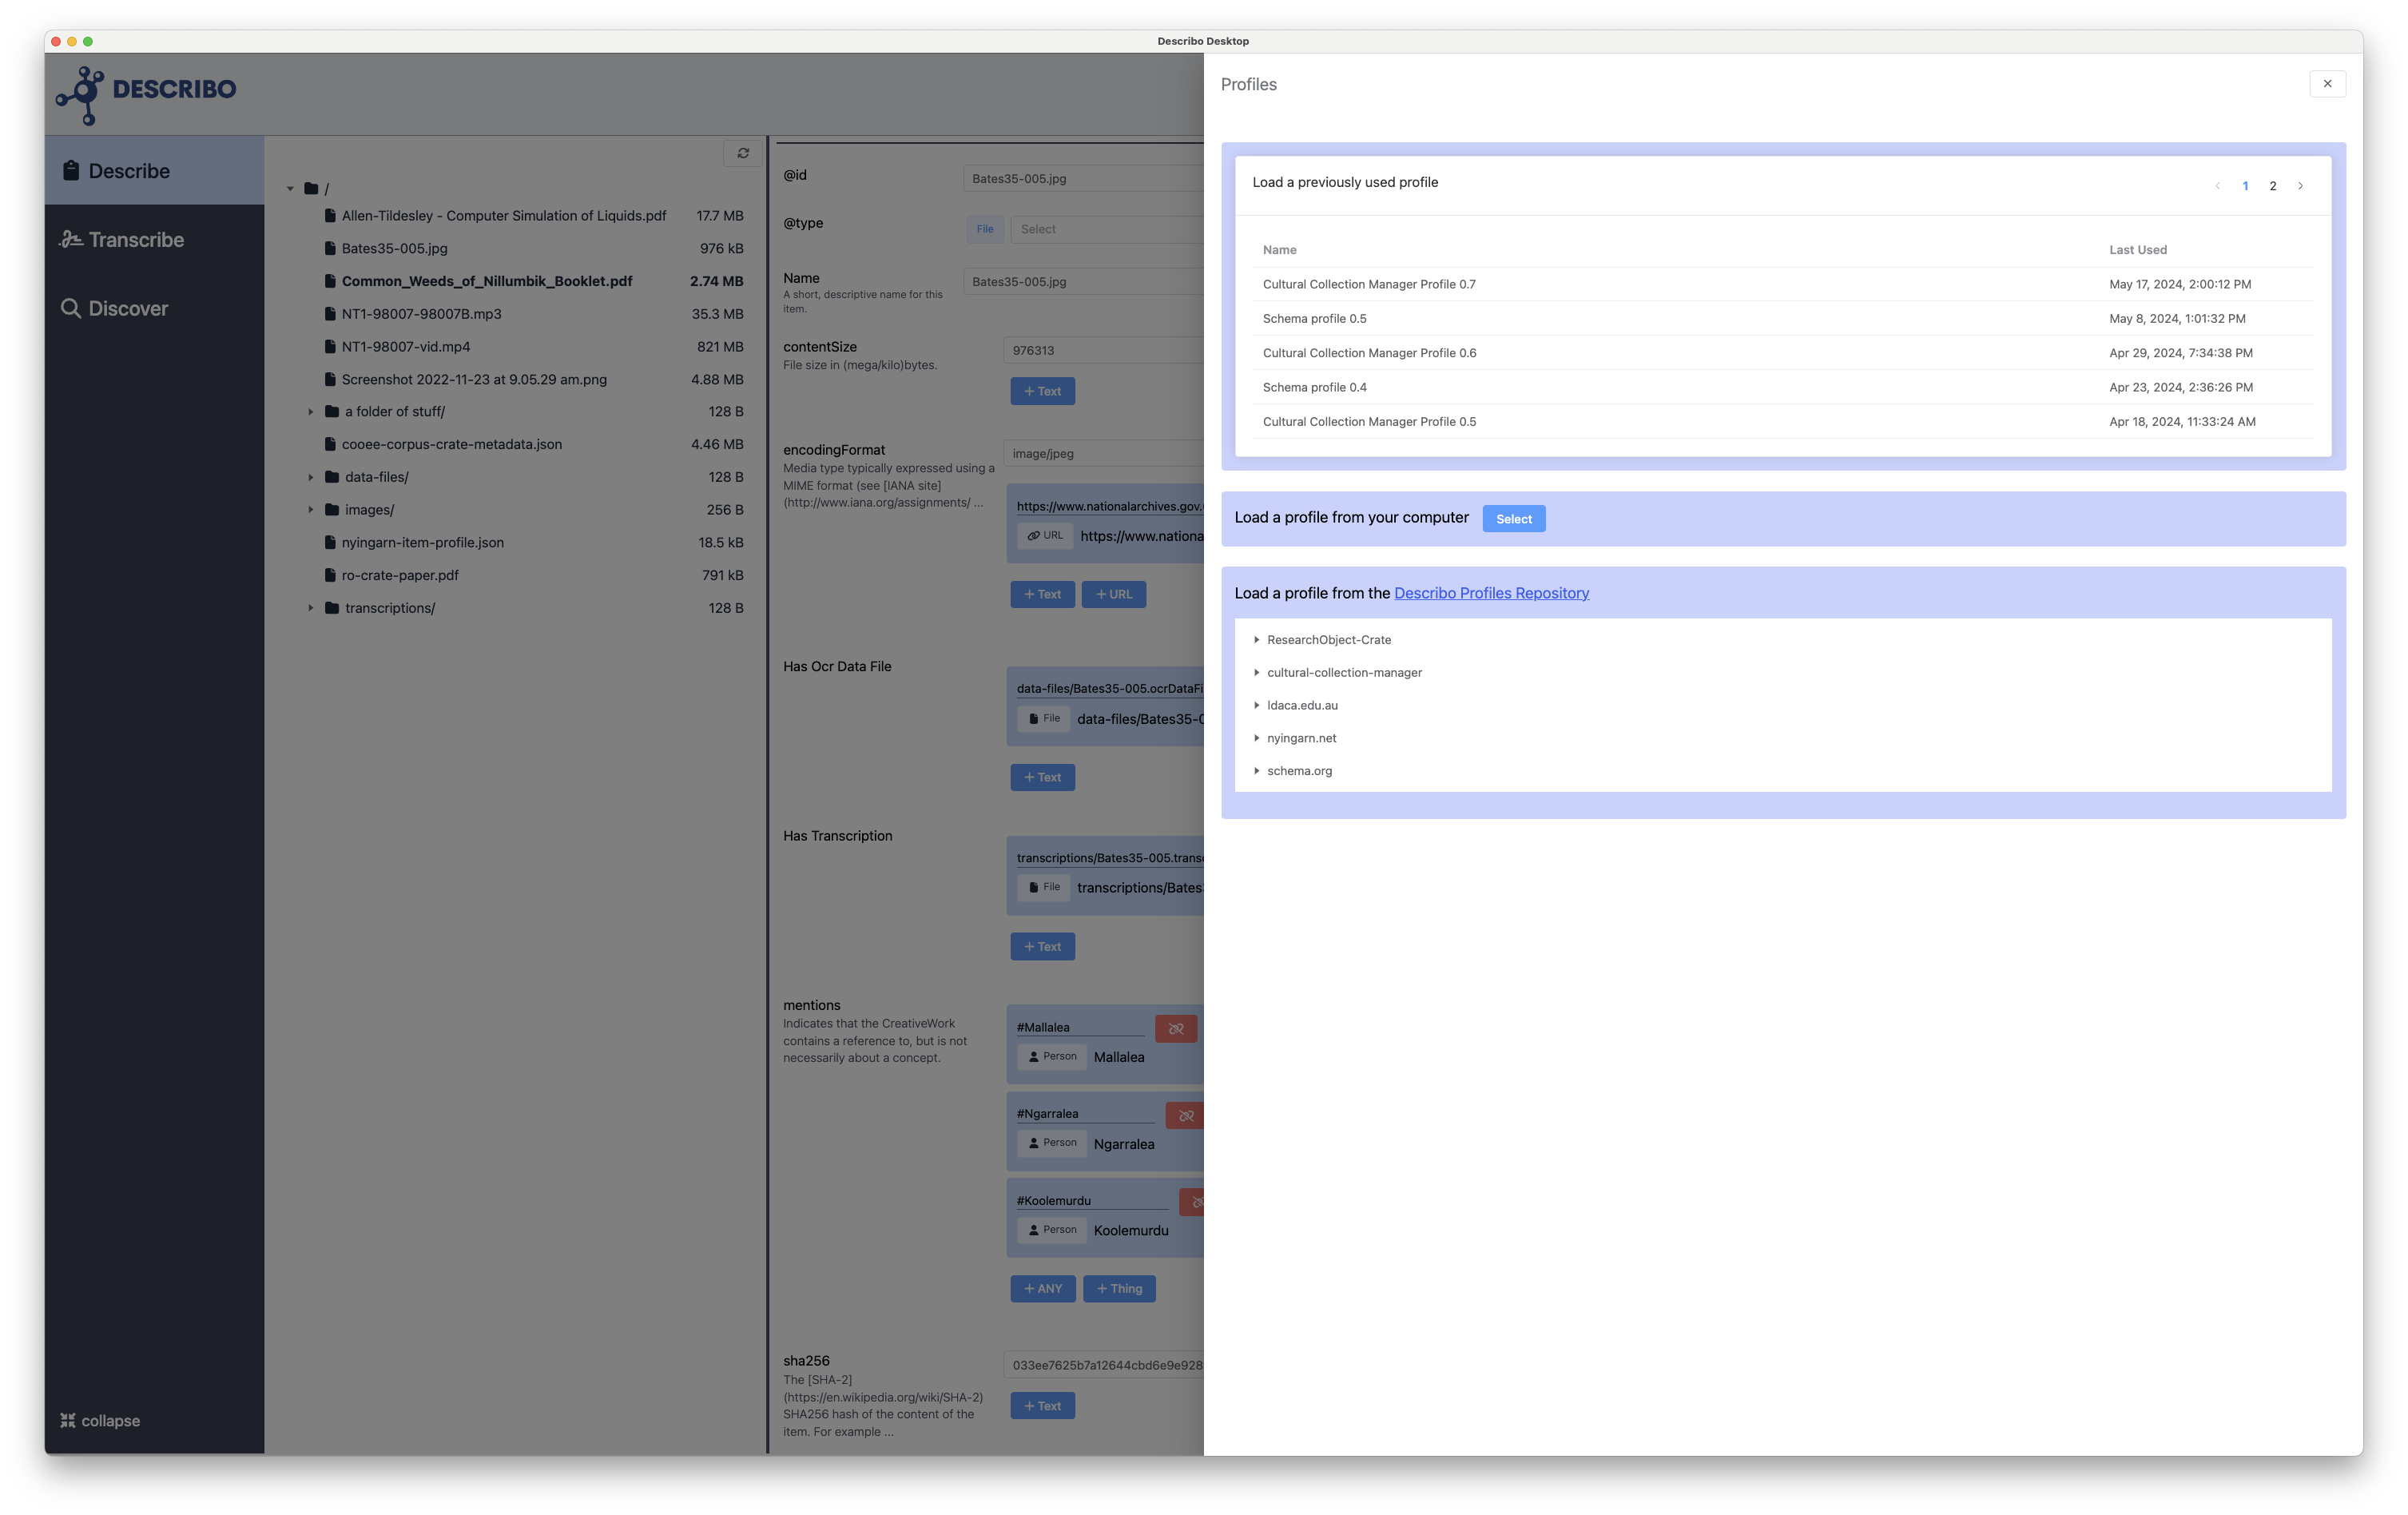 Describo Desktop
DESCRIBO
Describe
Transcribe
Discover
collapse
/
Allen-Tildesley - Computer Simulation of Liquids.pdf 17.7 MB
Bates35-005.jpg 976 kB
Common_Weeds_of_Nillumbik_Booklet.pdf 2.74 MB
NT1-98007-98007B.mp3 35.3 MB
NT1-98007-vid.mp4 821 MB
Screenshot 2022-11-23 at 9.05.29 am.png 4.88 MB
a folder of stuff/ 128 B
cooee-corpus-crate-metadata.json 4.46 MB
data-files/ 128 B
images/ 256 B
nyingarn-item-profile.json 18.5 kB
ro-crate-paper.pdf 791 kB
transcriptions/ 128 B
@id
Bates35-005.jpg
@type
File Select
Name
A short, descriptive name for this
item.
Bates35-005.jpg
contentSize
File size in (mega/kilo)bytes.
976313
+ Text
encodingFormat
Media type typically expressed using a
MIME format (see [IANA site]
(http://www.iana.org/assignments/ ...
image/jpeg
https://www.nationalarchives.gov.
URL https://www.nationa
+ Text + URL
Has Ocr Data File
data-files/Bates35-005.ocrDataFi
File data-files/Bates35-0
+ Text
Has Transcription
transcriptions/Bates35-005.trans
File transcriptions/Bates
+ Text
mentions
Indicates that the CreativeWork
contains a reference to, but is not
necessarily about a concept.
#Mallalea
Person Mallalea
#Ngarralea
Person Ngarralea
#Koolemurdu
Person Koolemurdu
+ ANY + Thing
sha256
The [SHA-2]
(https://en.wikipedia.org/wiki/SHA-2)
SHA256 hash of the content of the
item. For example ...
033ee7625b7a12644cbd6e9e928
+ Text
Profiles
Load a previously used profile
1 2
Name Last Used
Cultural Collection Manager Profile 0.7 May 17, 2024, 2:00:12 PM
Schema profile 0.5 May 8, 2024, 1:01:32 PM
Cultural Collection Manager Profile 0.6 Apr 29, 2024, 7:34:38 PM
Schema profile 0.4 Apr 23, 2024, 2:36:26 PM
Cultural Collection Manager Profile 0.5 Apr 18, 2024, 11:33:24 AM
Load a profile from your computer Select
Load a profile from the Describo Profiles Repository
ResearchObject-Crate
cultural-collection-manager
ldaca.edu.au
nyingarn.net
schema.org